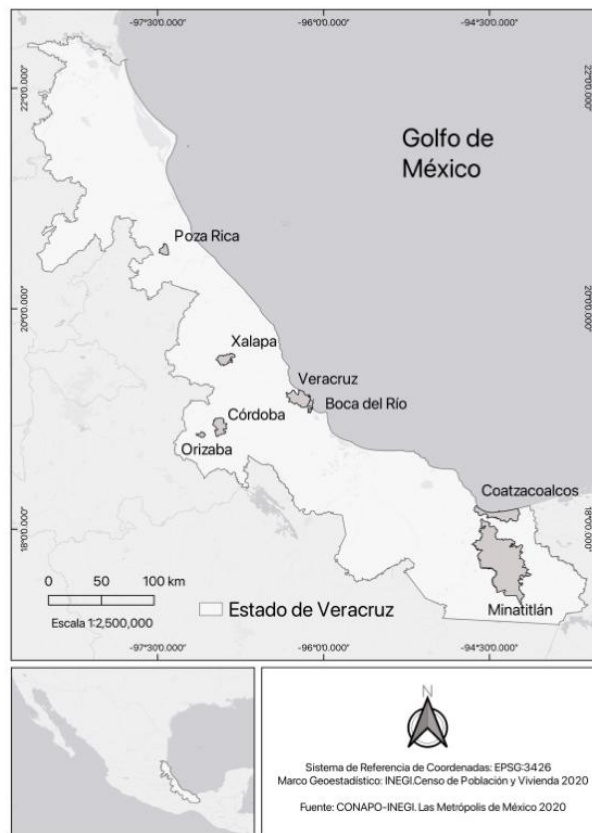 -97°30'0.000"
-96°0'0.000"
-94°30'0.000"
22°0'0.000"
22°0'0.000"
Golfo de
México
Poza Rica
20°0'0.000"
20°0'0.000"
Xalapa
Veracruz
Boca del Río
Córdoba
Orizaba
Coatzacoalcos
18°0'0.000"
18°0'0.000"
0 50 100 km
Escala 1:2,500,000
Estado de Veracruz
Minatitlán
-97°30'0.000"
-96°0'0.000"
-94°30'0.000"
N
Sistema de Referencia de Coordenadas: EPSG:3426
Marco Geoestadístico: INEGI.Censo de Población y Vivienda 2020
Fuente: CONAPO-INEGI. Las Metrópolis de México 2020